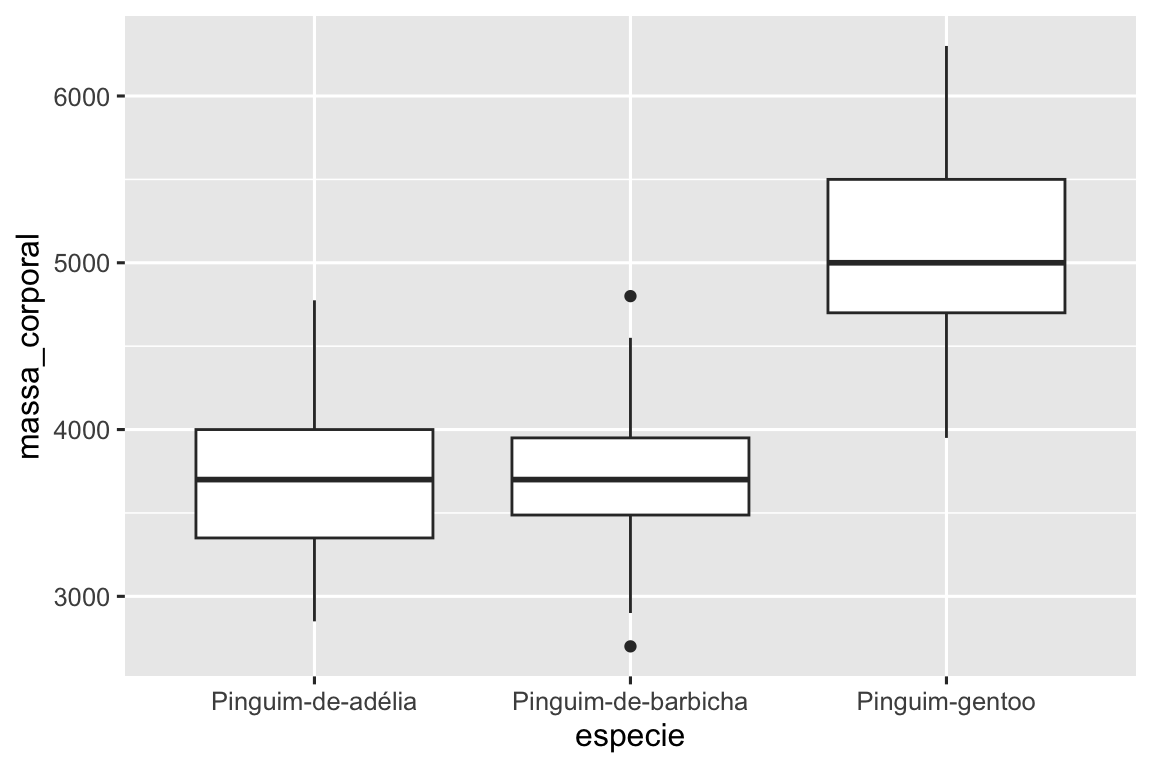 massa_corporal
6000
5000
4000
3000
Pinguim-de-adélia
Pinguim-de-barbicha
Pinguim-gentoo
especie